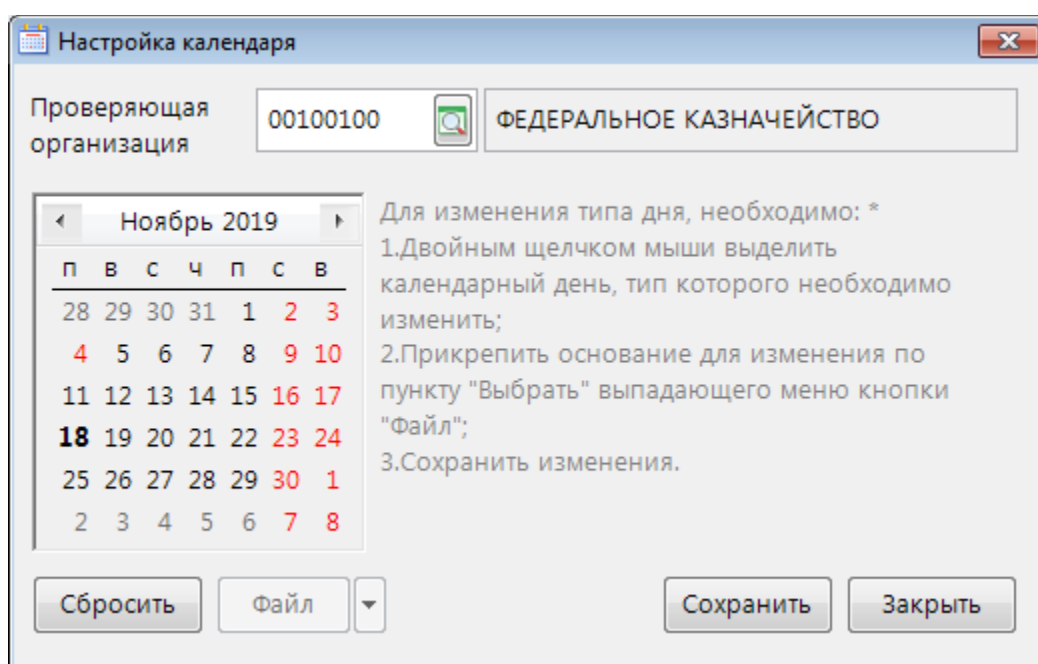 Настройка календаря
Проверяющая
организация
00100100
ФЕДЕРАЛЬНОЕ КАЗНАЧЕЙСТВО
Ноябрь 2019
П В С Ч П С В
28 29 30 31 1 2 3
4 5 6 7 8 9 10
11 12 13 14 15 16 17
18 19 20 21 22 23 24
25 26 27 28 29 30 1
2 3 4 5 6 7 8
Для изменения типа дня, необходимо: *
1.Двойным щелчком мыши выделить
календарный день, тип которого необходимо
изменить;
2.Прикрепить основание для изменения по
пункту "Выбрать" выпадающего меню кнопки
"Файл";
3.Сохранить изменения.
Сбросить
Файл
Сохранить
Закрыть